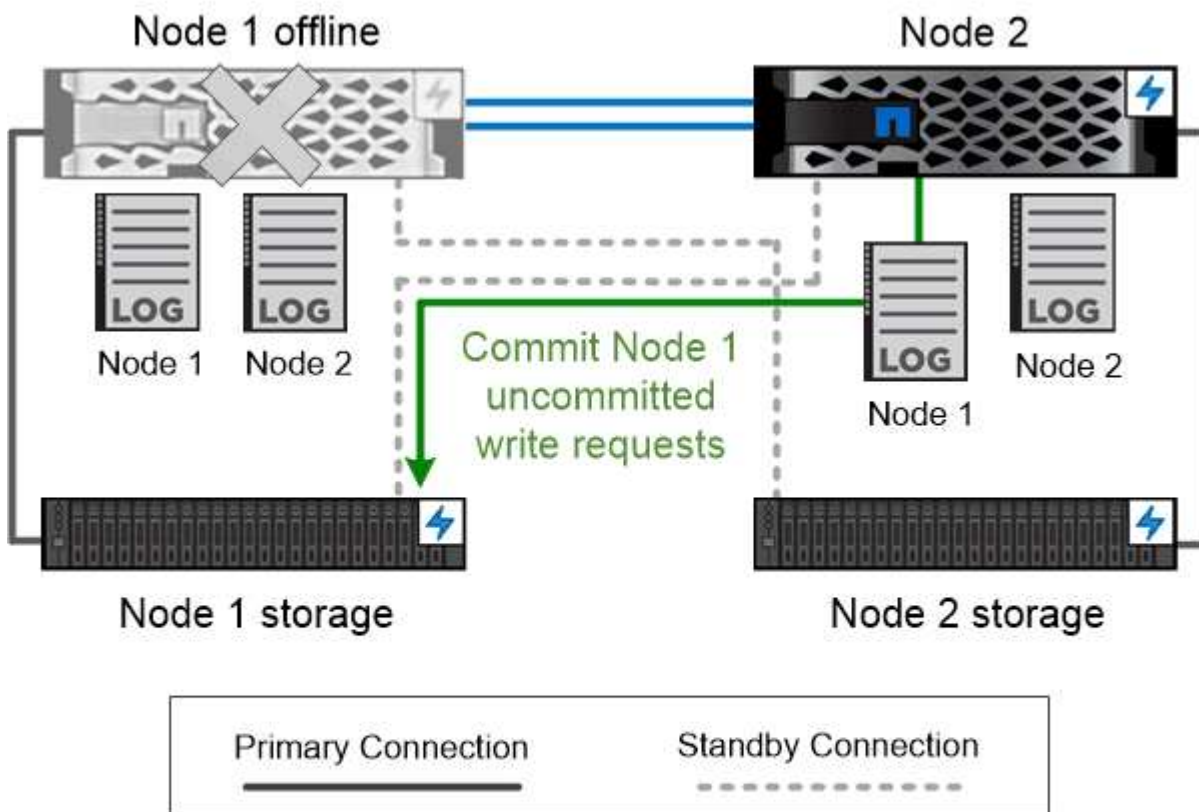 Node 1 offline
Node 2
LOG
LOG
Node 1
Node 2
LOG
LOG
Node 1
Node 2
Commit Node 1
uncommitted
write requests
Node 1 storage
Node 2 storage
Primary Connection
Standby Connection